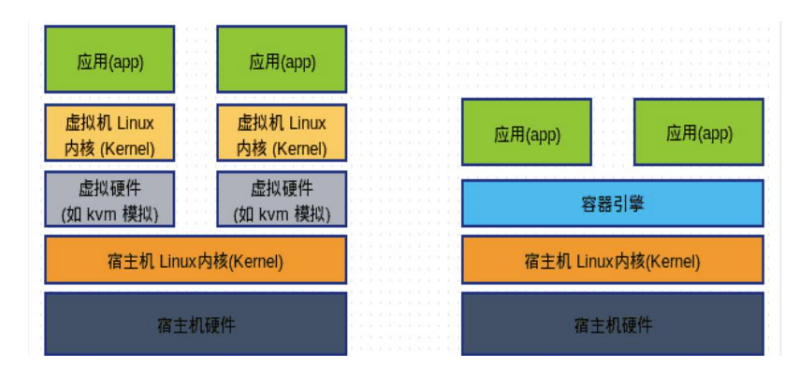 应用(app)
应用(app)
虚拟机 Linux
内核 (Kernel)
虚拟机 Linux
内核 (Kernel)
虚拟硬件
(如 kvm 模拟)
虚拟硬件
(如 kvm 模拟)
宿主机 Linux内核(Kernel)
宿主机硬件
应用(app)
应用(app)
容器引擎
宿主机 Linux内核(Kernel)
宿主机硬件